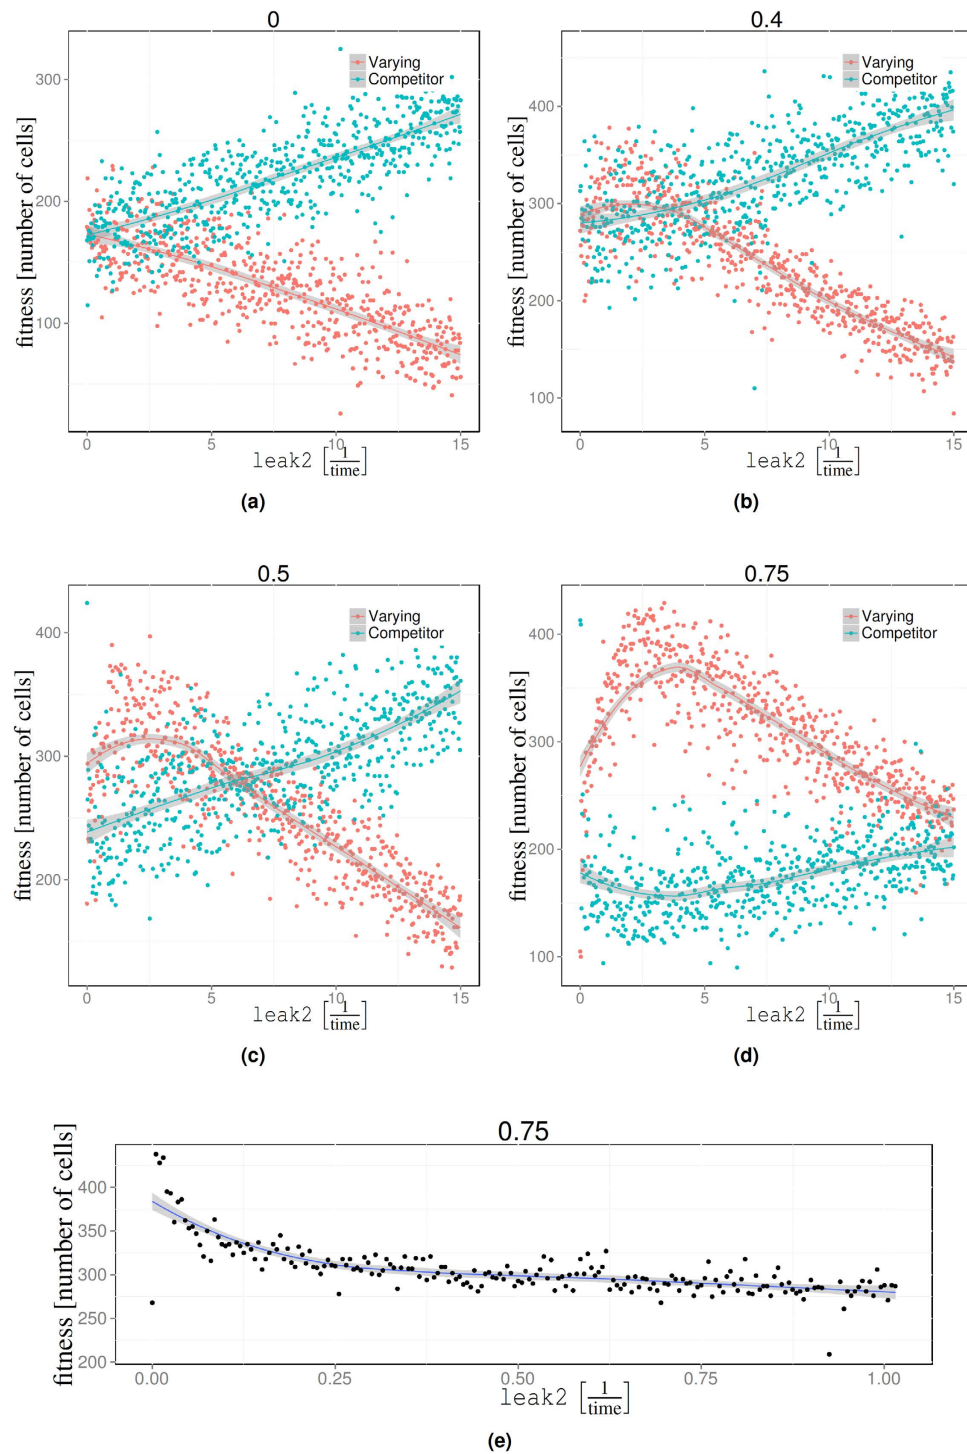 0
fitness [number of cells]
300
200
100
Varying
Competitor
0 5 10 15
leak2 [1/time]
(a)
0.4
fitness [number of cells]
400
300
200
100
Varying
Competitor
0 5 10 15
leak2 [1/time]
(b)
0.5
fitness [number of cells]
400
300
200
Varying
Competitor
0 5 10 15
leak2 [1/time]
(c)
0.75
fitness [number of cells]
400
300
200
100
Varying
Competitor
0 5 10 15
leak2 [1/time]
(d)
0.75
fitness [number of cells]
400
350
300
250
200
0.00 0.25 0.50 0.75 1.00
leak2 [1/time]
(e)